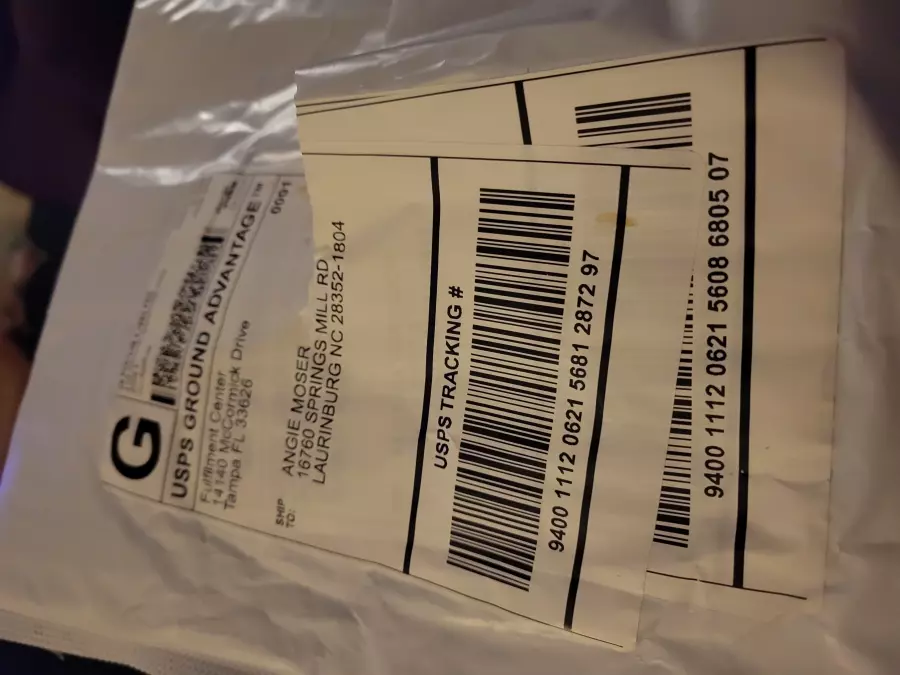 G
USPS GROUND ADVANTAGE™
Fulfillment Center
14140 McCormick Drive
Tampa FL 33626
0001
SHIP
TO:
ANGIE MOSER
16760 SPRINGS MILL RD
LAURINBURG NC 28352-1804
USPS TRACKING #
9400 1112 0621 5681 2872 97
9400 1112 0621 5608 6805 07